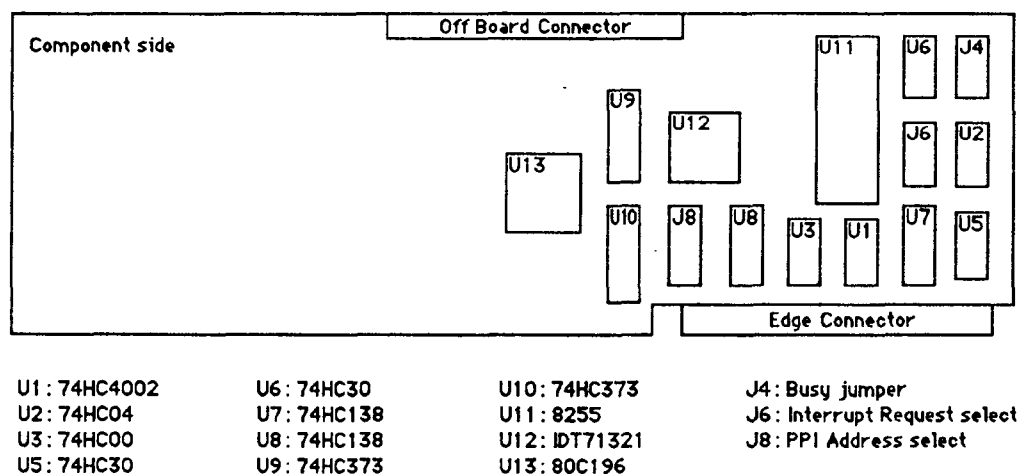 Off Board Connector
Component side
U11
U6
J4
U9
U12
J6
U2
U13
U10
J8
U8
U3
U1
U7
U5
Edge Connector
U1: 74HC4002
U2: 74HC04
U3: 74HC00
U5: 74HC30
U6: 74HC30
U7: 74HC138
U8: 74HC138
U9: 74HC373
U10: 74HC373
U11: 8255
U12: IDT71321
U13: 80C196
J4: Busy jumper
J6: Interrupt Request select
J8: PPI Address select